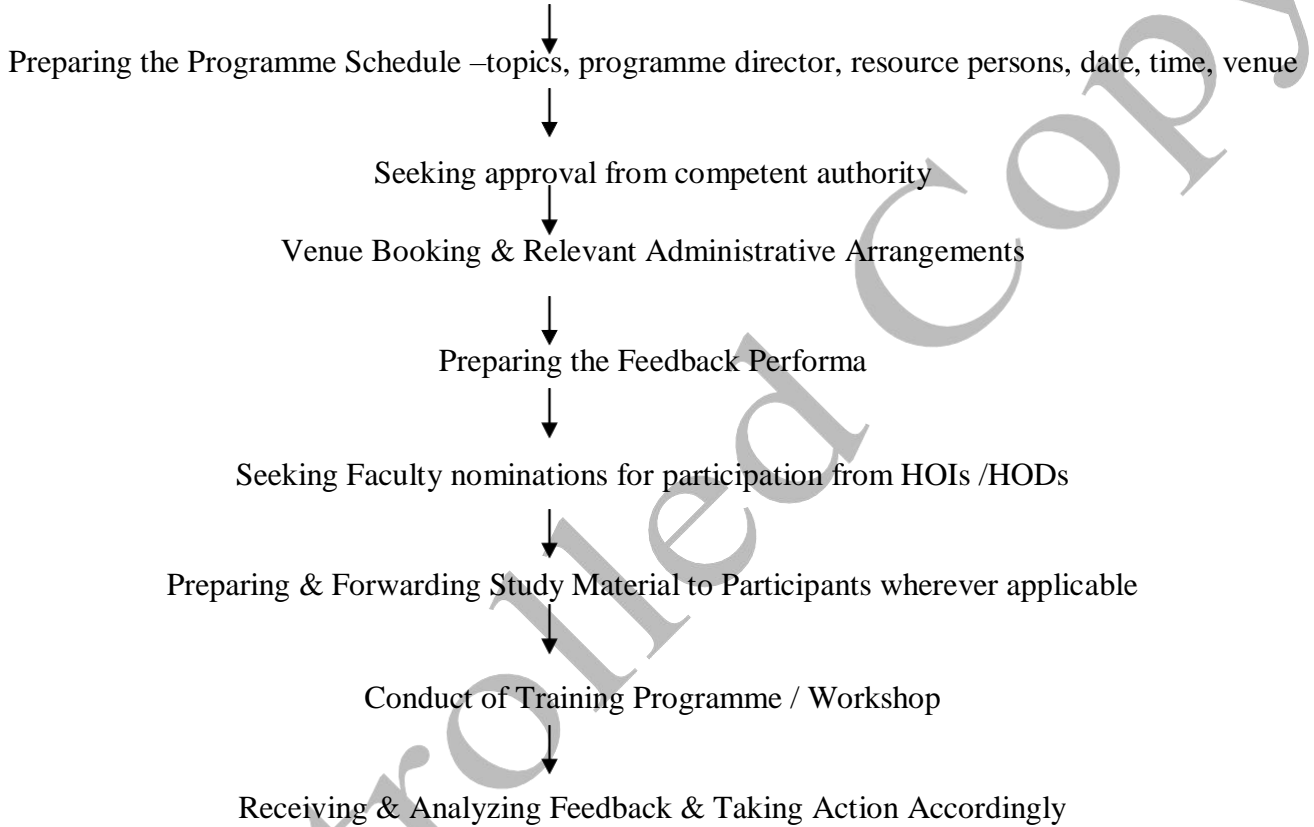 Preparing the Programme Schedule –topics, programme director, resource persons, date, time, venue
Seeking approval from competent authority
Venue Booking & Relevant Administrative Arrangements
Preparing the Feedback Performa
Seeking Faculty nominations for participation from HOIs /HODs
Preparing & Forwarding Study Material to Participants wherever applicable
Conduct of Training Programme / Workshop
Receiving & Analyzing Feedback & Taking Action Accordingly
trolled Copy